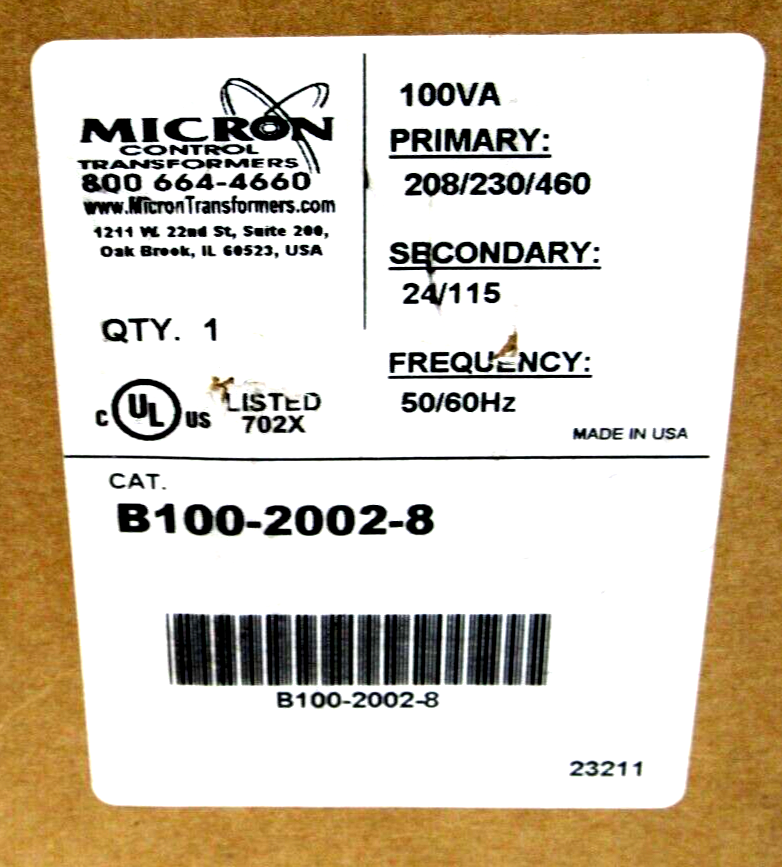 MICRON
CONTROL
TRANSFORMERS
800 664-4660
www.MicronTransformers.com
1211 W. 22nd St, Suite 200,
Oak Brook, IL 60523, USA
QTY. 1
C UL US LISTED
702X
100VA
PRIMARY:
208/230/460
SECONDARY:
24/115
FREQUENCY:
50/60Hz
MADE IN USA
CAT.
B100-2002-8
B100-2002-8
23211